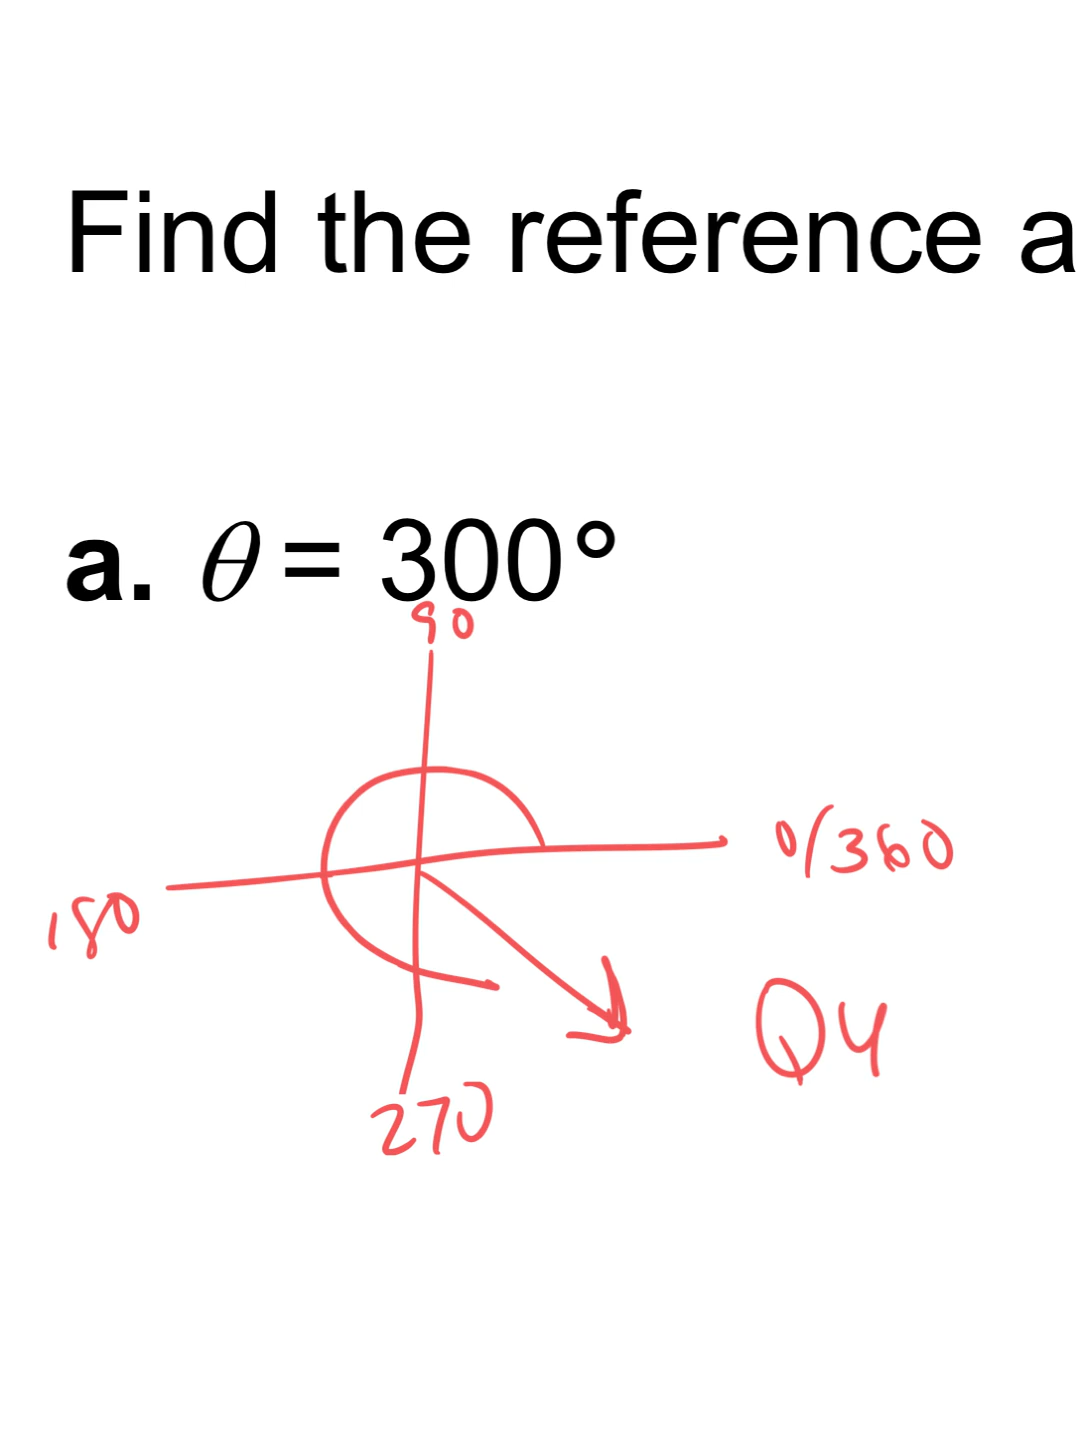 Find the reference a
a. θ = 300°
90
0/360
180
Q4
270